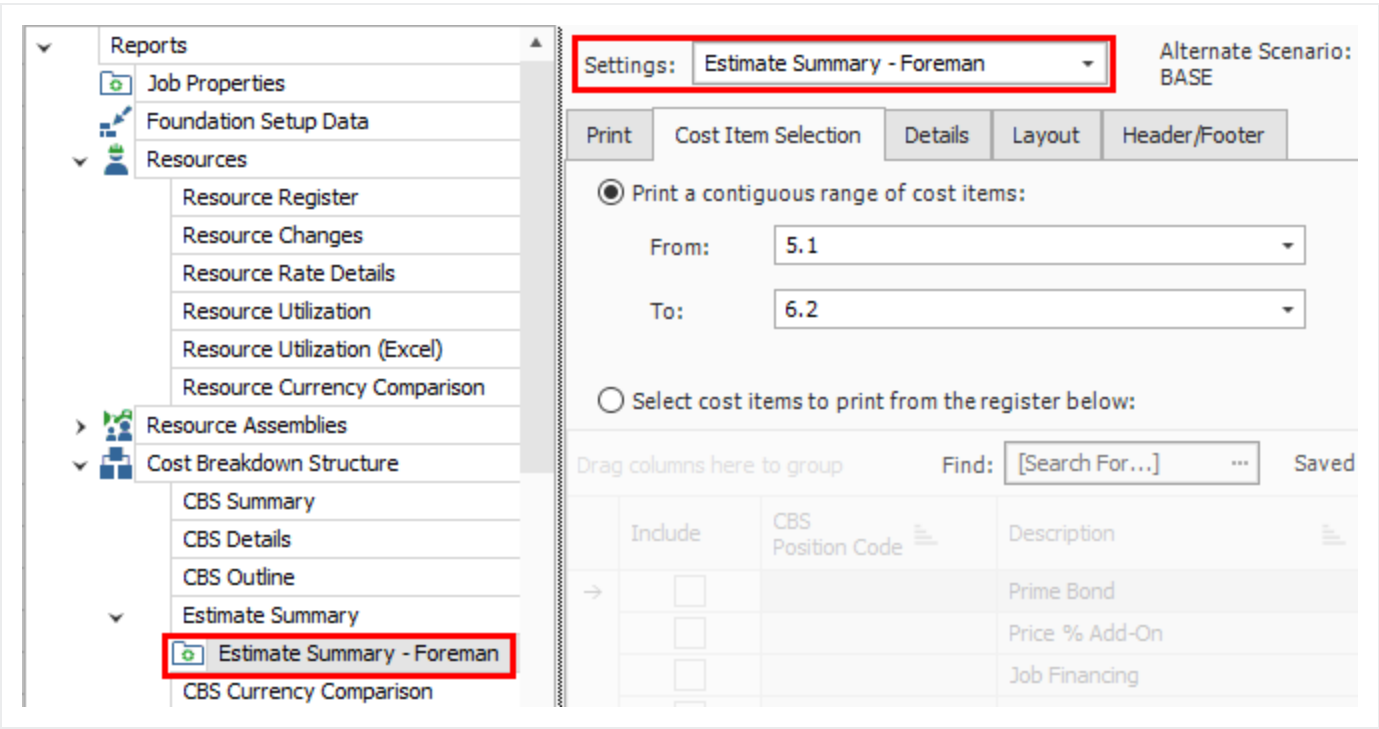 Reports
Job Properties
Foundation Setup Data
Resources
Resource Register
Resource Changes
Resource Rate Details
Resource Utilization
Resource Utilization (Excel)
Resource Currency Comparison
Resource Assemblies
Cost Breakdown Structure
CBS Summary
CBS Details
CBS Outline
Estimate Summary
Estimate Summary - Foreman
CBS Currency Comparison
Settings: Estimate Summary - Foreman
Alternate Scenario:
BASE
Print Cost Item Selection Details Layout Header/Footer
Print a contiguous range of cost items:
From: 5.1
To: 6.2
Select cost items to print from the register below:
Drag columns here to group Find: [Search For...] ... Saved
Include CBS Position Code Description
Prime Bond
Price % Add-On
Job Financing